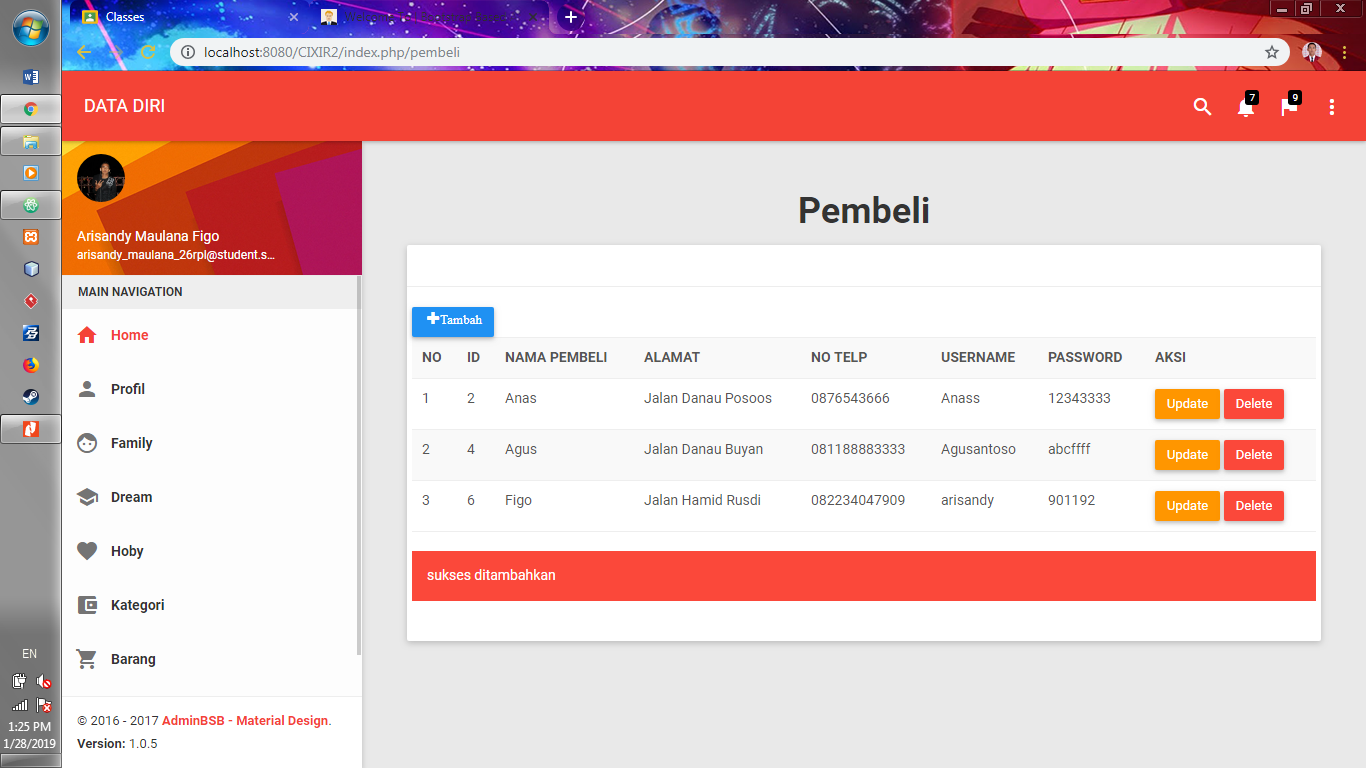 Classes
localhost:8080/CIXIR2/index.php/pembeli
DATA DIRI
7
9
Arisandy Maulana Figo
arisandy_maulana_26rpl@student.s...
MAIN NAVIGATION
Home
Profil
Family
Dream
Hoby
Kategori
Barang
© 2016 - 2017 AdminBSB - Material Design.
Version: 1.0.5
Pembeli
Tambah
NO ID NAMA PEMBELI ALAMAT NO TELP USERNAME PASSWORD AKSI
1 2 Anas Jalan Danau Posoos 0876543666 Anass 12343333 Update Delete
2 4 Agus Jalan Danau Buyan 081188883333 Agusantoso abcffff Update Delete
3 6 Figo Jalan Hamid Rusdi 082234047909 arisandy 901192 Update Delete
sukses ditambahkan
EN
1:25 PM
1/28/2019